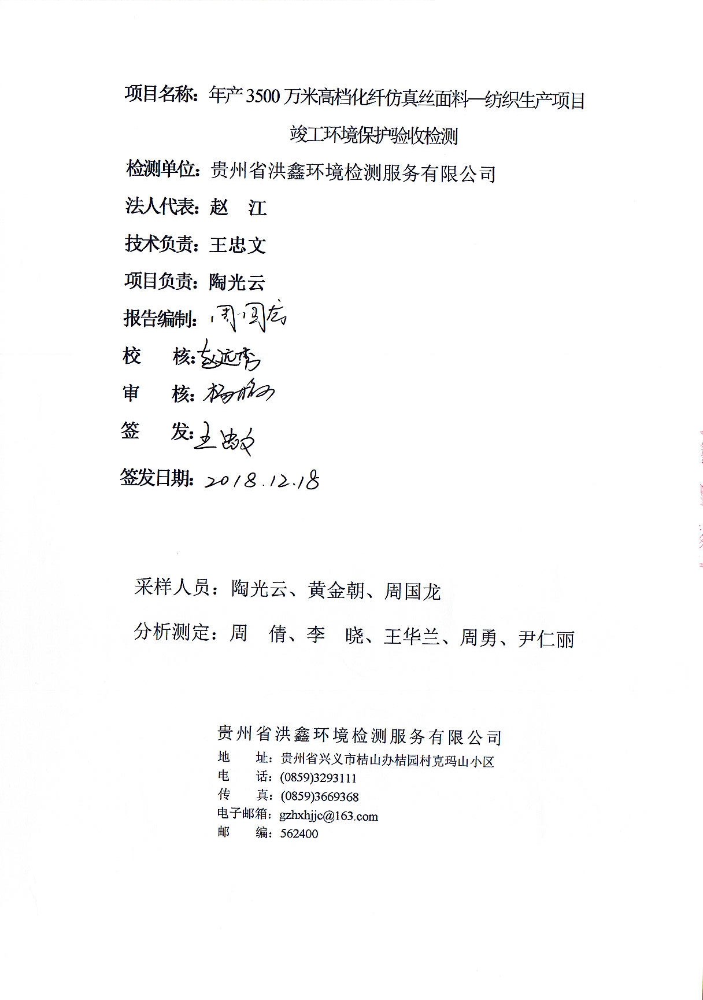 项目名称：年产 3500 万米高档化纤仿真丝面料—纺织生产项目
竣工环境保护验收检测
检测单位：贵州省洪鑫环境检测服务有限公司
法人代表：赵　江
技术负责：王忠文
项目负责：陶光云
报告编制：周国龙
校　　核：赵远秀
审　　核：杨
签　　发：王忠文
签发日期：2018.12.18
采样人员：陶光云、黄金朝、周国龙
分析测定：周　倩、李　晓、王华兰、周勇、尹仁丽
贵州省洪鑫环境检测服务有限公司
地　　址：贵州省兴义市桔山办桔园村克玛山小区
电　　话：(0859)3293111
传　　真：(0859)3669368
电子邮箱：gzhxhjjc@163.com
邮　　编：562400